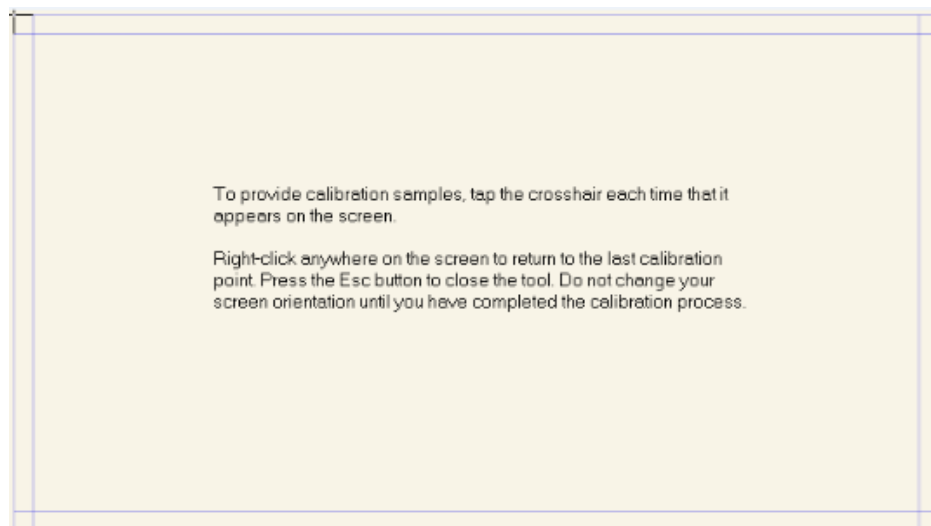 To provide calibration samples, tap the crosshair each time that it
appears on the screen.
Right-click anywhere on the screen to return to the last calibration
point. Press the Esc button to close the tool. Do not change your
screen orientation until you have completed the calibration process.